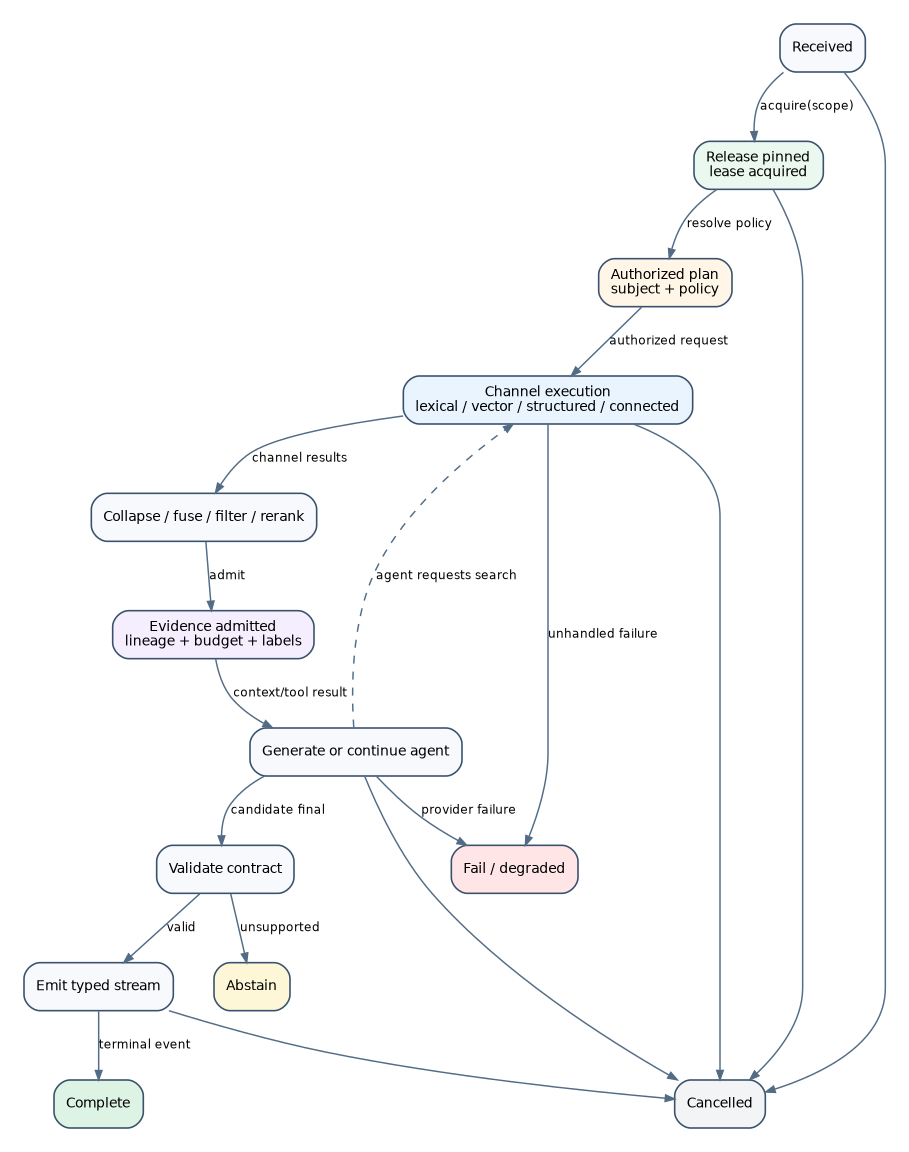 Received
acquire(scope)
Release pinned
lease acquired
resolve policy
Authorized plan
subject + policy
authorized request
Channel execution
lexical / vector / structured / connected
channel results
Collapse / fuse / filter / rerank
agent requests search
admit
Evidence admitted
lineage + budget + labels
unhandled failure
context/tool result
Generate or continue agent
candidate final
provider failure
Validate contract
Fail / degraded
valid
unsupported
Emit typed stream
Abstain
terminal event
Complete
Cancelled